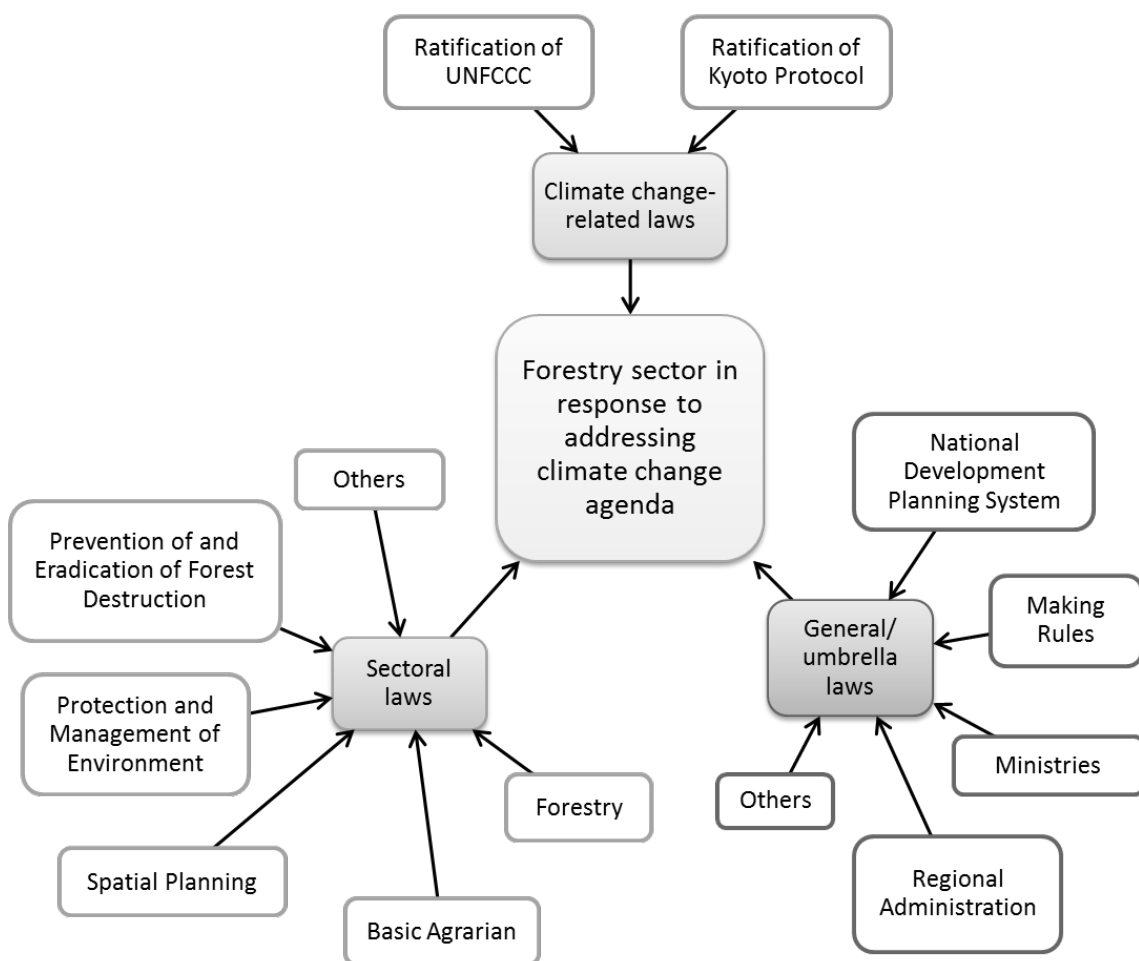 Ratification of
UNFCCC
Ratification of
Kyoto Protocol
Climate change-
related laws
Forestry sector in
response to
addressing
climate change
agenda
Others
Prevention of and
Eradication of Forest
Destruction
Sectoral
laws
Protection and
Management of
Environment
Spatial Planning
Basic Agrarian
Forestry
National
Development
Planning System
General/
umbrella
laws
Making
Rules
Ministries
Others
Regional
Administration